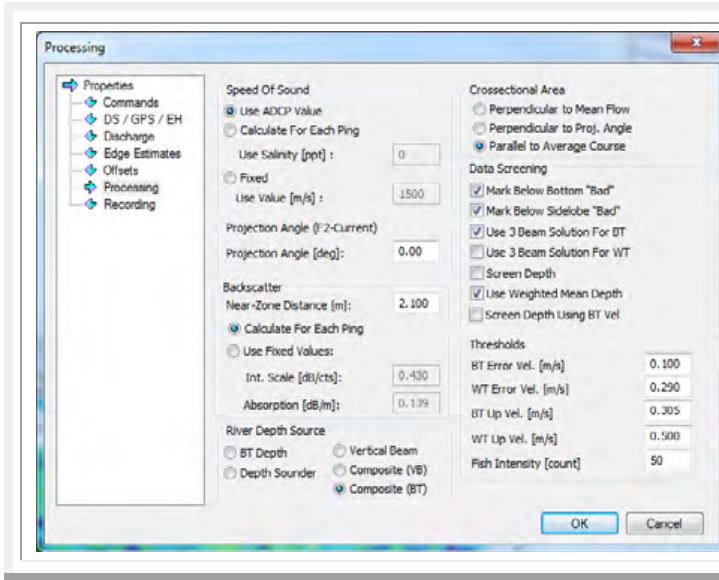 Processing
Properties
Commands
DS / GPS / EH
Discharge
Edge Estimates
Offsets
Processing
Recording
Speed Of Sound
Use ADCP Value
Calculate For Each Ping
Use Salinity [ppt] : 0
Fixed
Use Value [m/s] : 1500
Projection Angle (F2-Current)
Projection Angle [deg]: 0.00
Backscatter
Near-Zone Distance [m]: 2.100
Calculate For Each Ping
Use Fixed Values:
Int. Scale [dB/cts]: 0.430
Absorption [dB/m]: 0.139
River Depth Source
BT Depth Vertical Beam
Depth Sounder Composite (VB)
Composite (BT)
Crossectional Area
Perpendicular to Mean Flow
Perpendicular to Proj. Angle
Parallel to Average Course
Data Screening
Mark Below Bottom "Bad"
Mark Below Sidelobe "Bad"
Use 3 Beam Solution For BT
Use 3 Beam Solution For WT
Screen Depth
Use Weighted Mean Depth
Screen Depth Using BT Vel
Thresholds
BT Error Vel. [m/s] 0.100
WT Error Vel. [m/s] 0.290
BT Up Vel. [m/s] 0.305
WT Up Vel. [m/s] 0.500
Fish Intensity [count] 50
OK Cancel